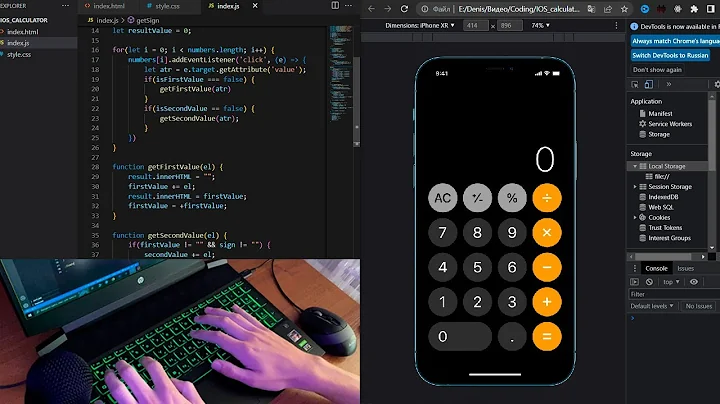 EXPLORER
IOS_CALCULATOR
index.html
index.js
style.css
index.html
style.css
index.js
index.js > getSign
14 let resultValue = 0;
15
16 for(let i = 0; i < numbers.length; i++) {
17 numbers[i].addEventListener('click', (e) => {
18 let atr = e.target.getAttribute('value');
19 if(isFirstValue === false) {
20 getFirstValue(atr)
21 }
22 if(isSecondValue == false) {
23 getSecondValue(atr);
24 }
25 })
26 }
27
28 function getFirstValue(el) {
29 result.innerHTML = "";
30 firstValue += el;
31 result.innerHTML = firstValue;
32 firstValue = +firstValue;
33 }
34
35 function getSecondValue(el) {
36 if(firstValue != "" && sign != "") {
37 secondValue += el;
Файл | E:/Denis/Видео/Coding/IOS_calculat...
Dimensions: iPhone XR 414 × 896 74%
9:41
0
AC +⁄- % ÷
7 8 9 ×
4 5 6 −
1 2 3 +
0 . =
DevTools is now available in
Always match Chrome's langua
Switch DevTools to Russian
Don't show again
Application
Manifest
Service Workers
Storage
Storage
Local Storage
file://
Session Storage
IndexedDB
Web SQL
Cookies
Trust Tokens
Interest Groups
Console Issues
top
Filter
Default levels No Issues